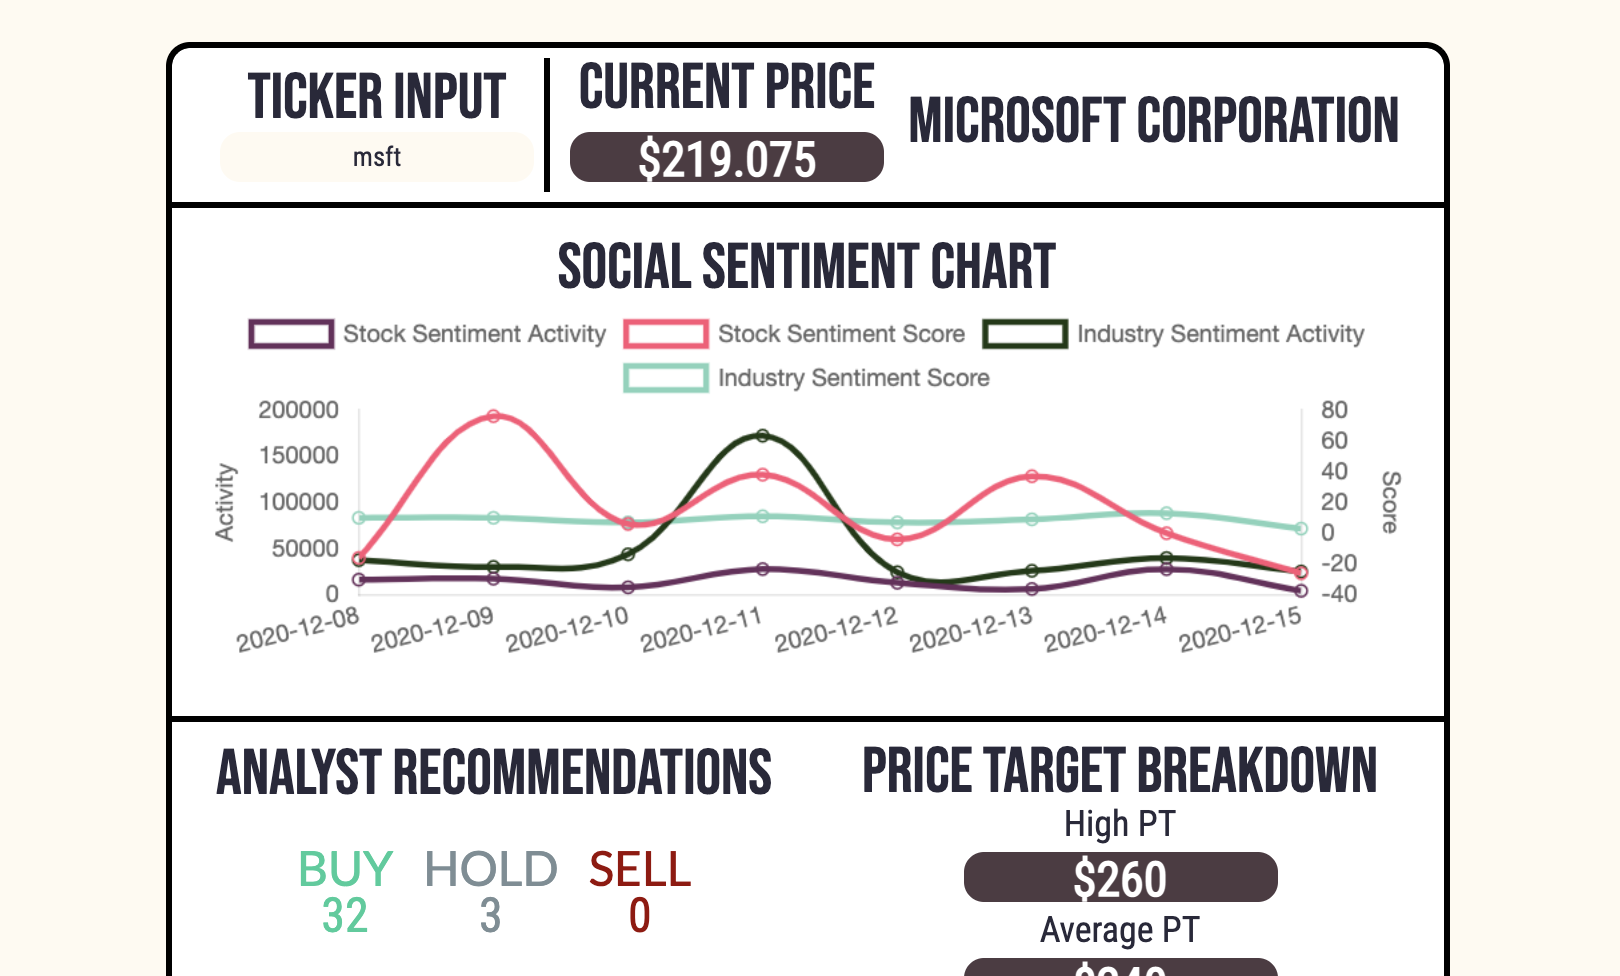 TICKER INPUT
msft
CURRENT PRICE
$219.075
MICROSOFT CORPORATION
SOCIAL SENTIMENT CHART
Stock Sentiment Activity
Stock Sentiment Score
Industry Sentiment Activity
Industry Sentiment Score
Activity
200000
150000
100000
50000
0
80
60
40
20
0
-20
-40
Score
2020-12-08
2020-12-09
2020-12-10
2020-12-11
2020-12-12
2020-12-13
2020-12-14
2020-12-15
ANALYST RECOMMENDATIONS
BUY HOLD SELL
32 3 0
PRICE TARGET BREAKDOWN
High PT
$260
Average PT